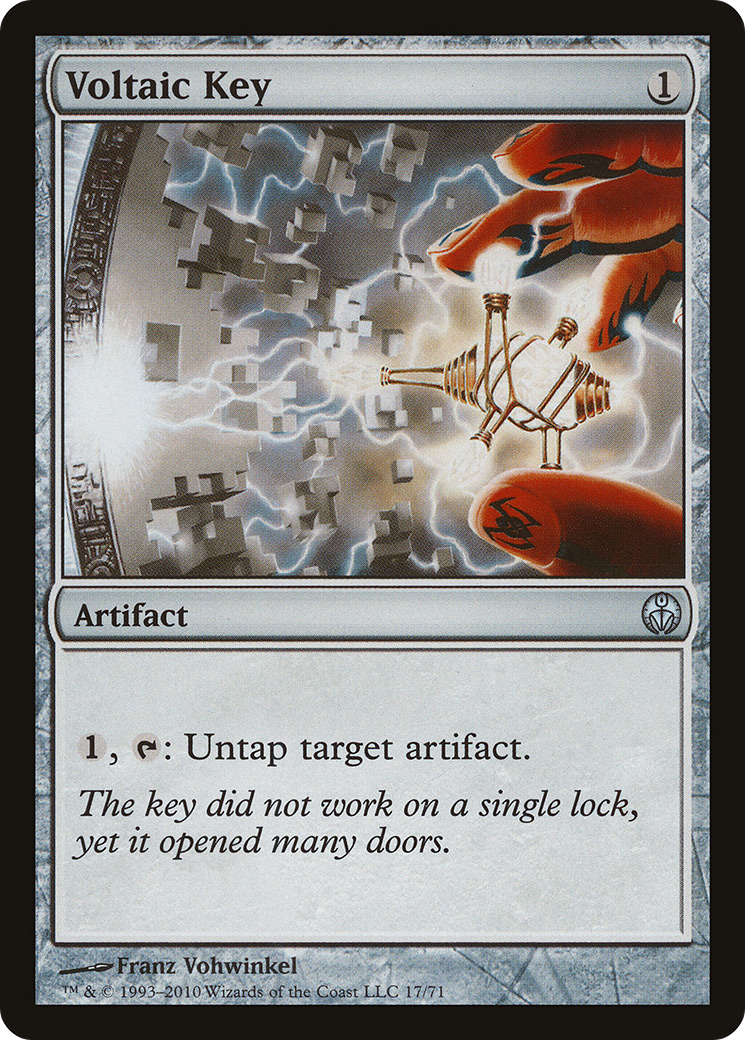 Voltaic Key 1
Artifact
1, : Untap target artifact.
The key did not work on a single lock,
yet it opened many doors.
Franz Vohwinkel
™ & © 1993–2010 Wizards of the Coast LLC 17/71